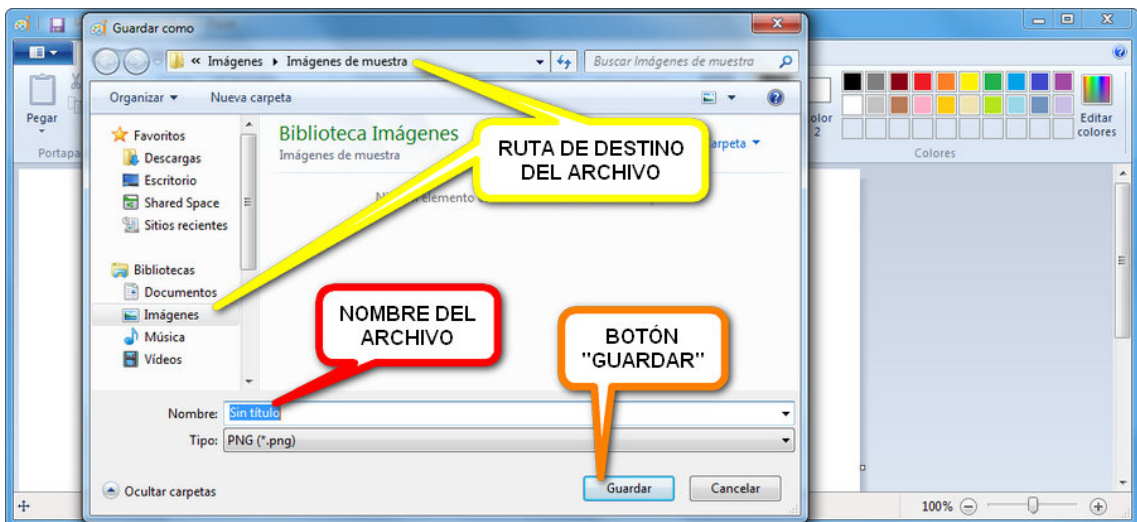 Guardar como
« Imágenes ▸ Imágenes de muestra
Buscar Imágenes de muestra
Organizar
Nueva carpeta
Pegar
Favoritos
Descargas
Escritorio
Shared Space
Sitios recientes
Bibliotecas
Documentos
Imágenes
Música
Vídeos
Biblioteca Imágenes
Imágenes de muestra
elemento
RUTA DE DESTINO
DEL ARCHIVO
NOMBRE DEL
ARCHIVO
BOTÓN
"GUARDAR"
Nombre: Sin título
Tipo: PNG (*.png)
Ocultar carpetas
Guardar
Cancelar
2
Editar
colores
Colores
100%